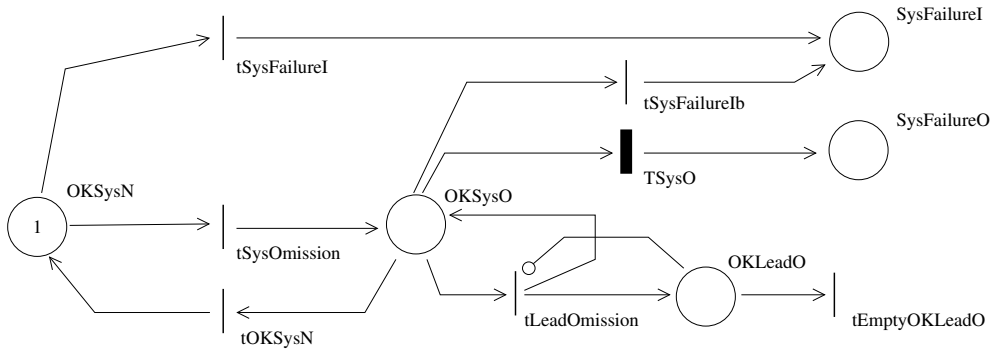 SysFailureI
tSysFailureI
tSysFailureIb
SysFailureO
TSysO
OKSysN
OKSysO
1
tSysOmission
OKLeadO
tOKSysN
tLeadOmission
tEmptyOKLeadO